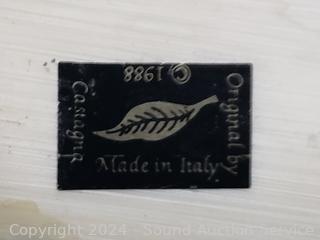 © 1988
Original by
Castagna
Made in Italy
Copyright 2024 - Sound Auction Service